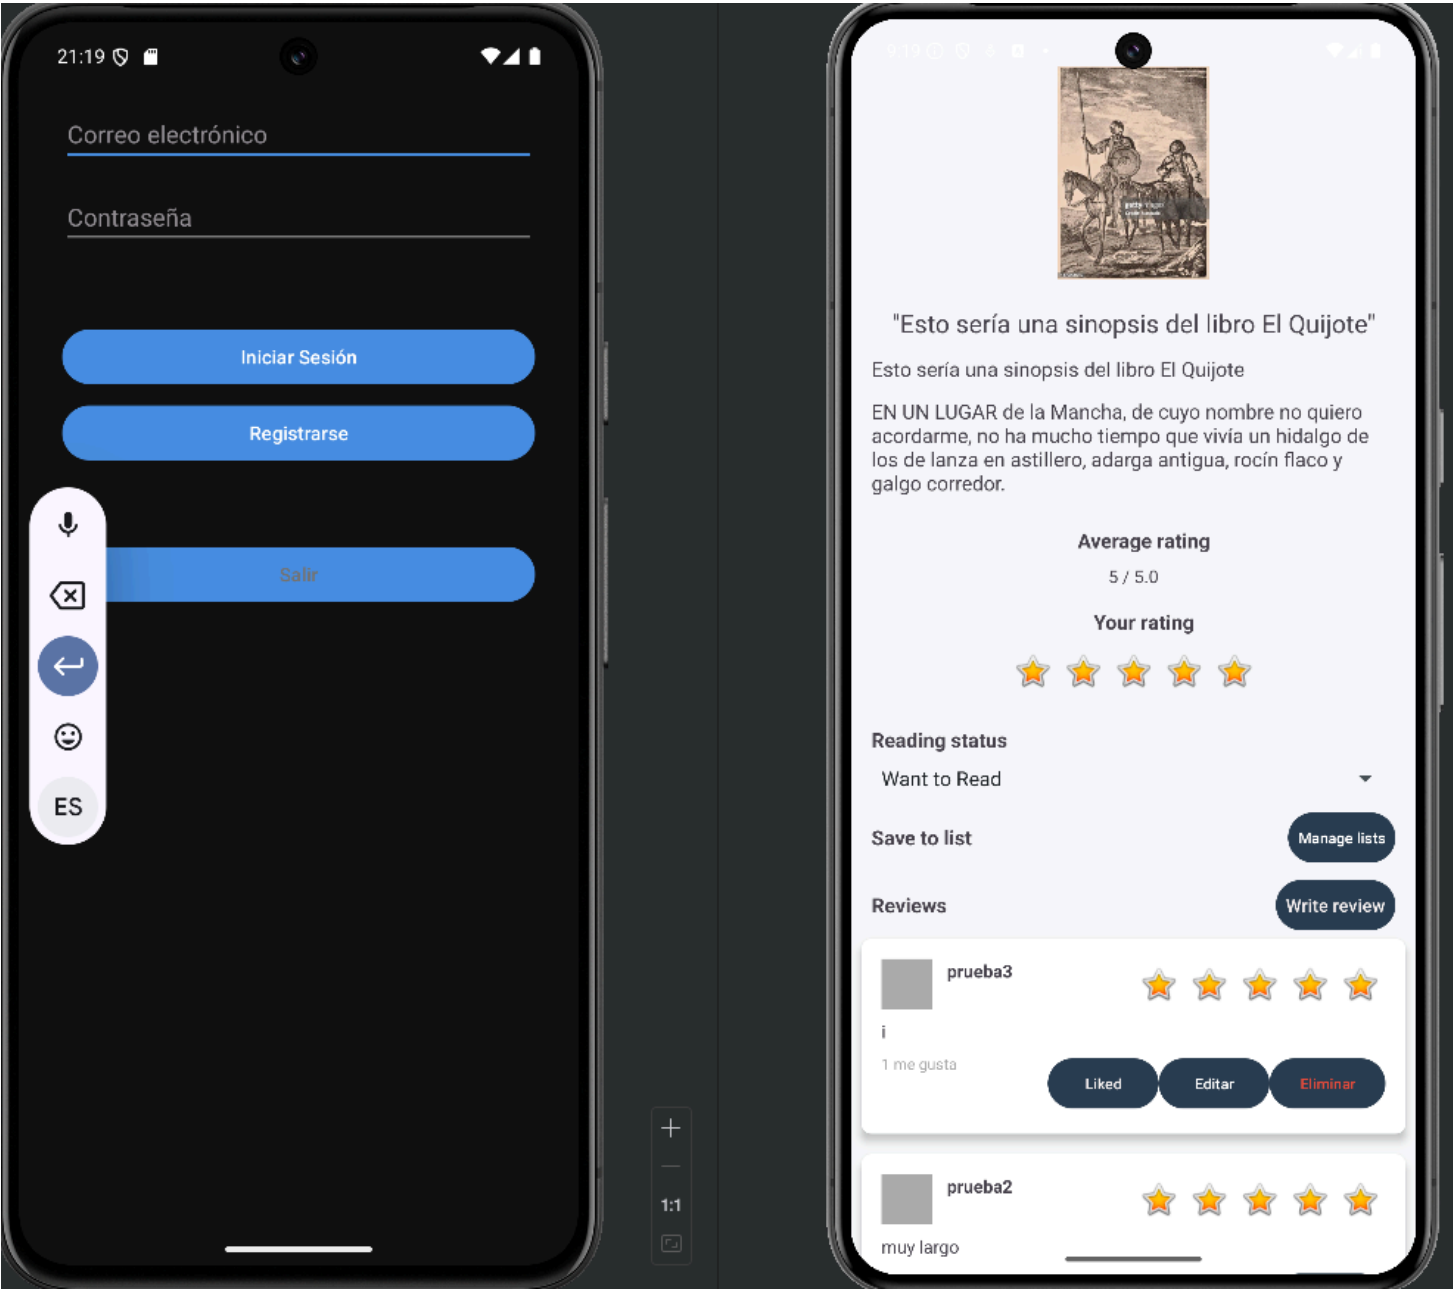 21:19
Correo electrónico
Contraseña
Iniciar Sesión
Registrarse
Salir
ES
1:1
9:19
"Esto sería una sinopsis del libro El Quijote"
Esto sería una sinopsis del libro El Quijote
EN UN LUGAR de la Mancha, de cuyo nombre no quiero
acordarme, no ha mucho tiempo que vivía un hidalgo de
los de lanza en astillero, adarga antigua, rocín flaco y
galgo corredor.
Average rating
5 / 5.0
Your rating
Reading status
Want to Read
Save to list
Manage lists
Reviews
Write review
prueba3
i
1 me gusta
Liked
Editar
Eliminar
prueba2
muy largo